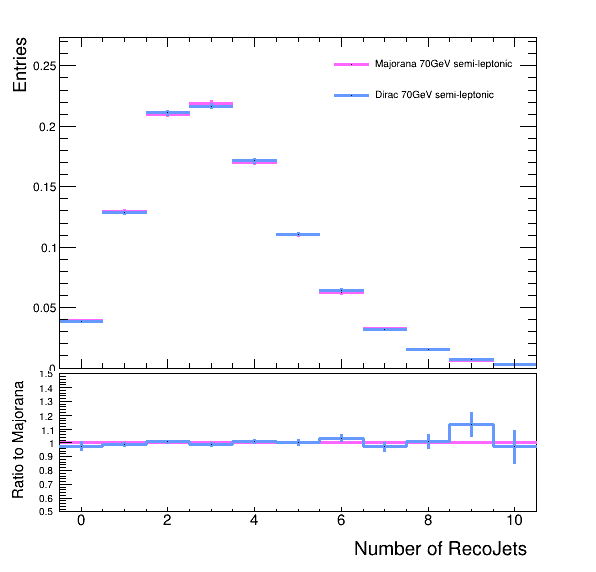 Entries
0.25
0.2
0.15
0.1
0.05
0
Majorana 70GeV semi-leptonic
Dirac 70GeV semi-leptonic
Ratio to Majorana
1.5
1.4
1.3
1.2
1.1
1
0.9
0.8
0.7
0.6
0.5
0 2 4 6 8 10
Number of RecoJets